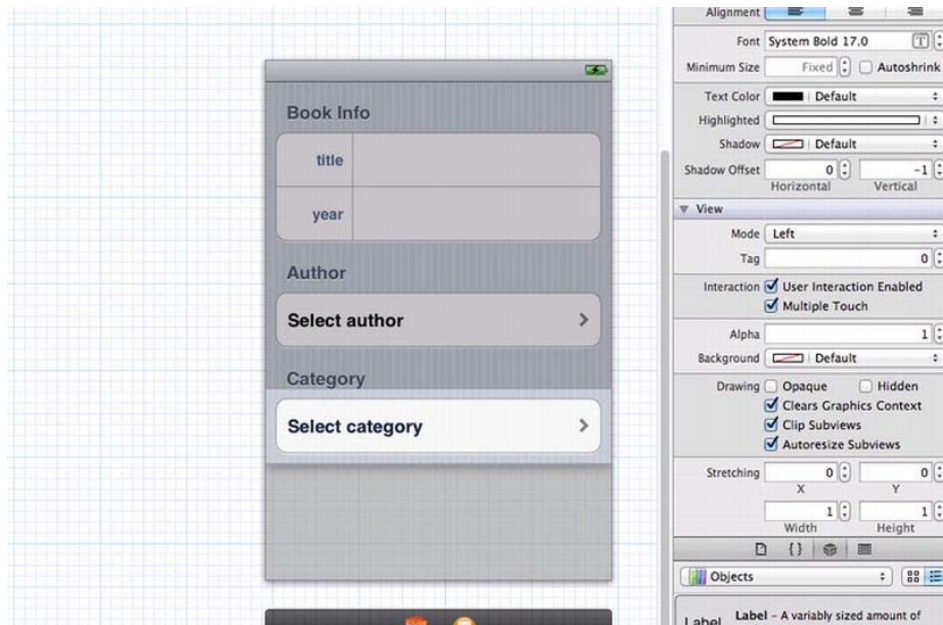 Book Info
title
year
Author
Select author
Category
Select category
Alignment
Font System Bold 17.0 T
Minimum Size Fixed Autoshrink
Text Color Default
Highlighted
Shadow Default
Shadow Offset 0 -1
Horizontal Vertical
View
Mode Left
Tag 0
Interaction User Interaction Enabled
Multiple Touch
Alpha 1
Background Default
Drawing Opaque Hidden
Clears Graphics Context
Clip Subviews
Autoresize Subviews
Stretching 0 0
X Y
1 1
Width Height
{}
Objects
Label Label – A variably sized amount of